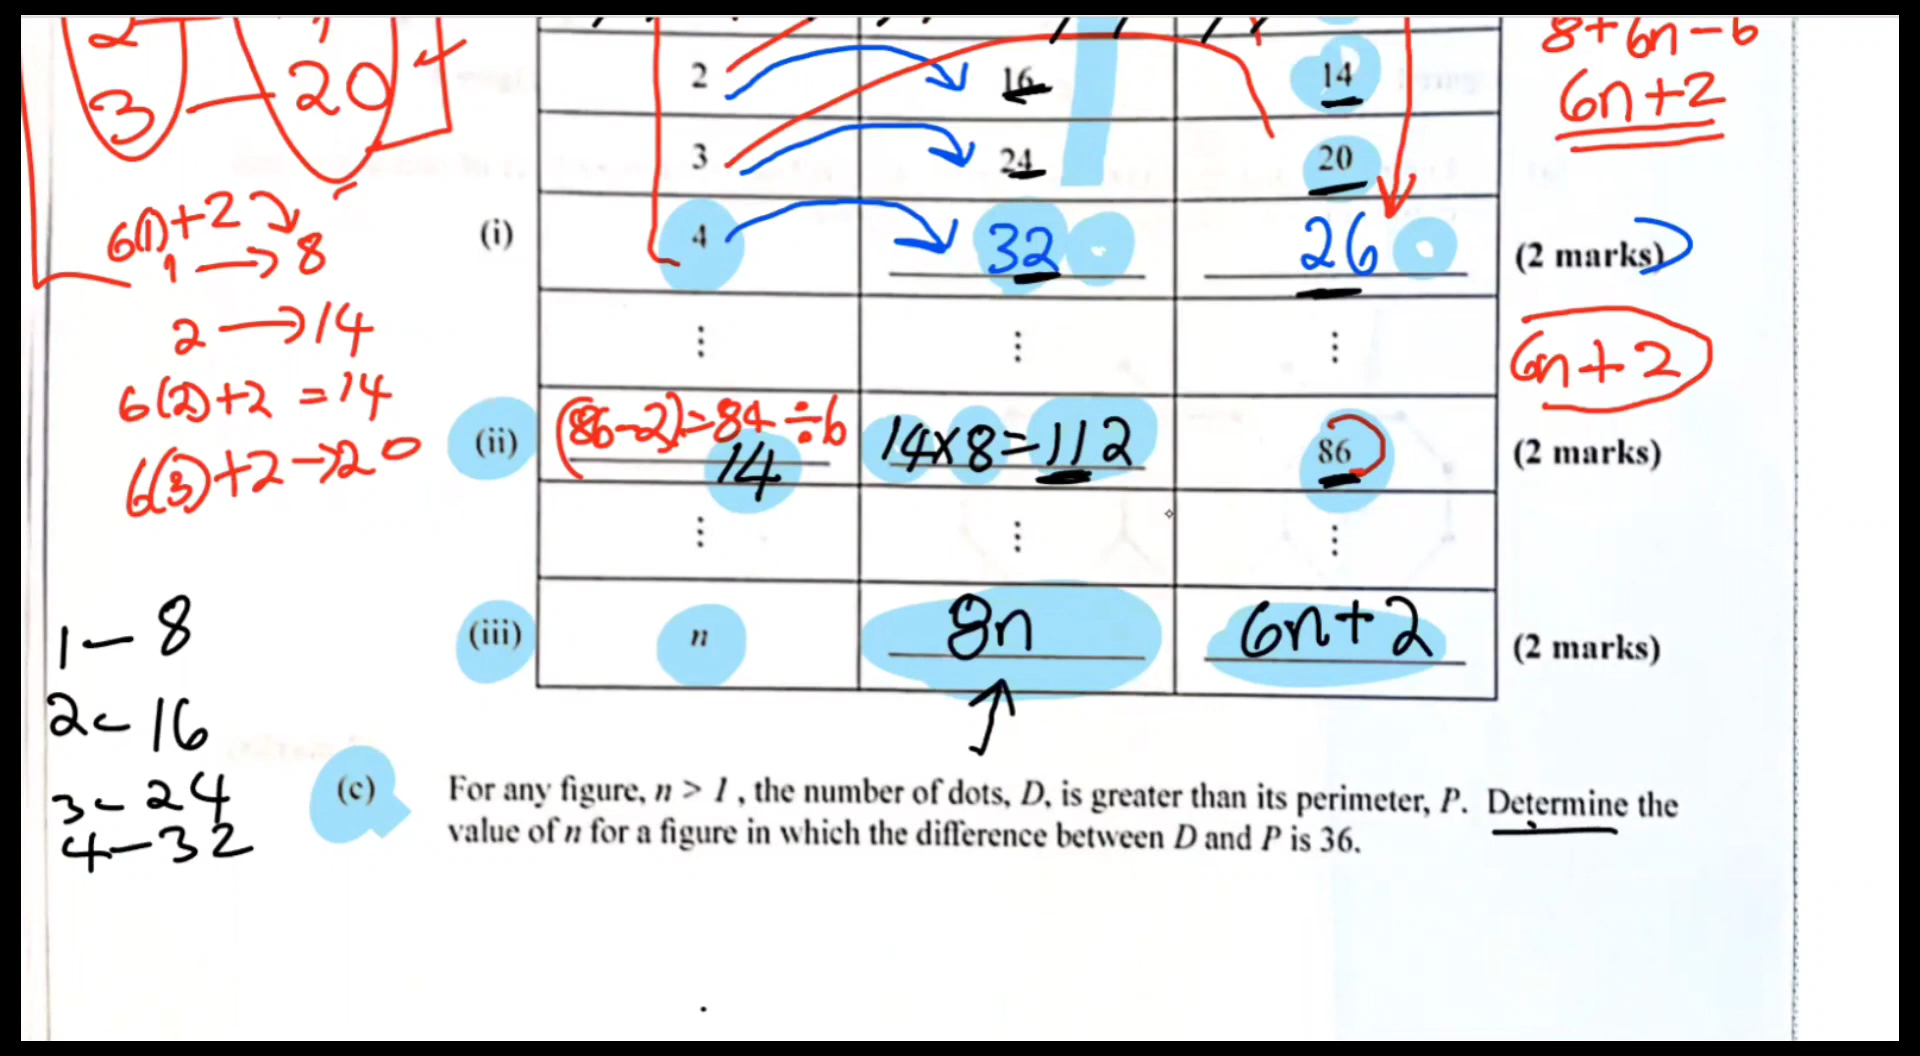 2
3 — 20
6(1)+2
1 → 8
2 → 14
6(2)+2 = 14
6(3)+2 → 20
8+6n-6
6n+2
2 16 14
3 24 20
(i) 4 32 26 (2 marks)
⋮ ⋮ ⋮
6n+2
(ii) (86-2)=84 ÷6 14 14×8=112 86 (2 marks)
⋮ ⋮ ⋮
(iii) n 8n 6n+2 (2 marks)
1 – 8
2 – 16
3 – 24
4 – 32
(c) For any figure, n > 1 , the number of dots, D, is greater than its perimeter, P. Determine the
value of n for a figure in which the difference between D and P is 36.